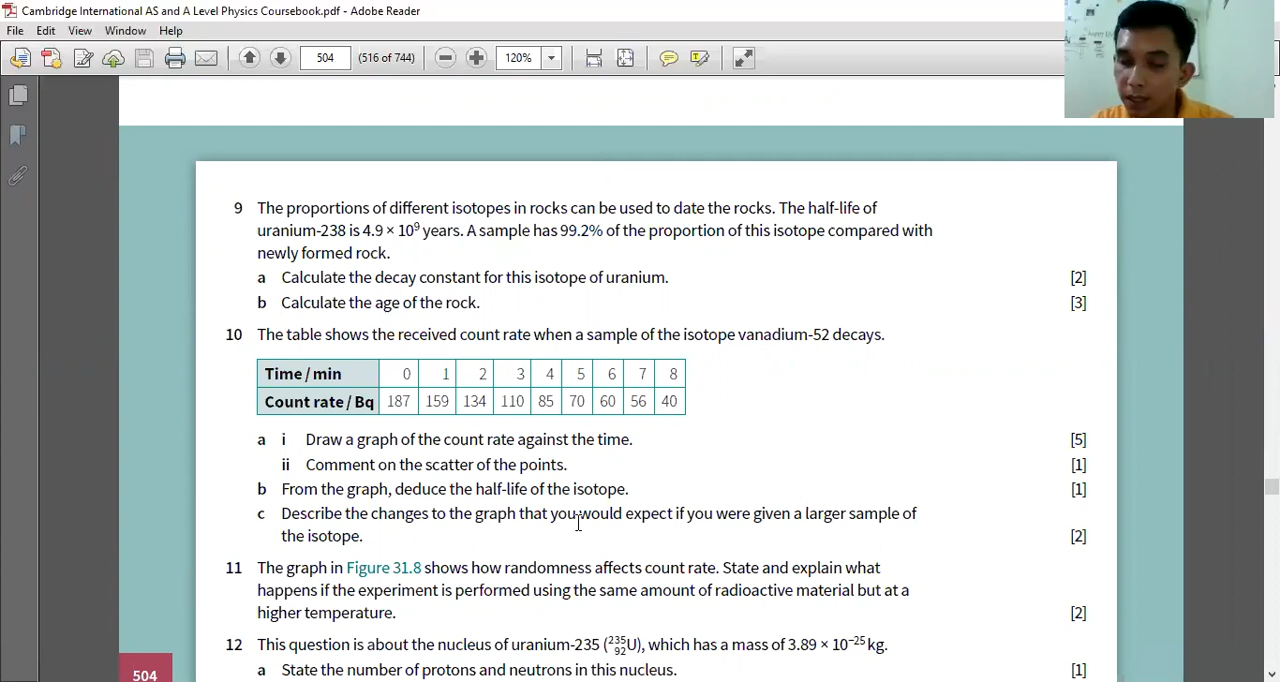 Cambridge International AS and A Level Physics Coursebook.pdf - Adobe Reader
File Edit View Window Help
504 (516 of 744) 120%
9 The proportions of different isotopes in rocks can be used to date the rocks. The half-life of
uranium-238 is 4.9 × 10⁹ years. A sample has 99.2% of the proportion of this isotope compared with
newly formed rock.
a Calculate the decay constant for this isotope of uranium. [2]
b Calculate the age of the rock. [3]
10 The table shows the received count rate when a sample of the isotope vanadium-52 decays.
Time / min 0 1 2 3 4 5 6 7 8
Count rate / Bq 187 159 134 110 85 70 60 56 40
a i Draw a graph of the count rate against the time. [5]
ii Comment on the scatter of the points. [1]
b From the graph, deduce the half-life of the isotope. [1]
c Describe the changes to the graph that you would expect if you were given a larger sample of
the isotope. [2]
11 The graph in Figure 31.8 shows how randomness affects count rate. State and explain what
happens if the experiment is performed using the same amount of radioactive material but at a
higher temperature. [2]
12 This question is about the nucleus of uranium-235 (²³⁵₉₂U), which has a mass of 3.89 × 10⁻²⁵ kg.
a State the number of protons and neutrons in this nucleus. [1]
504